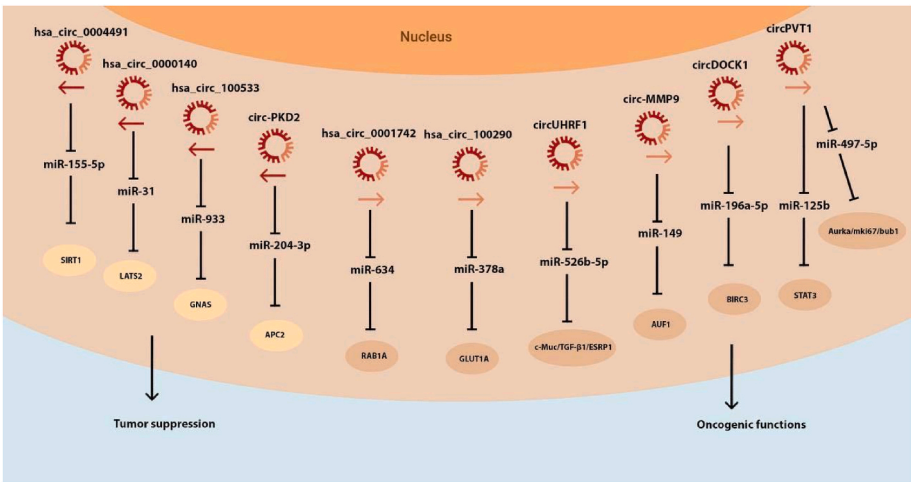 Nucleus
hsa_circ_0004491
hsa_circ_0000140
hsa_circ_100533
circ-PKD2
hsa_circ_0001742
hsa_circ_100290
circUHRF1
circ-MMP9
circDOCK1
circPVT1
miR-155-5p
miR-31
miR-933
miR-204-3p
miR-634
miR-378a
miR-526b-5p
miR-149
miR-196a-5p
miR-125b
miR-497-5p
SIRT1
LATS2
GNAS
APC2
RAB1A
GLUT1A
c-Muc/TGF-β1/ESRP1
AUF1
BIRC3
STAT3
Aurka/mki67/bub1
Tumor suppression
Oncogenic functions